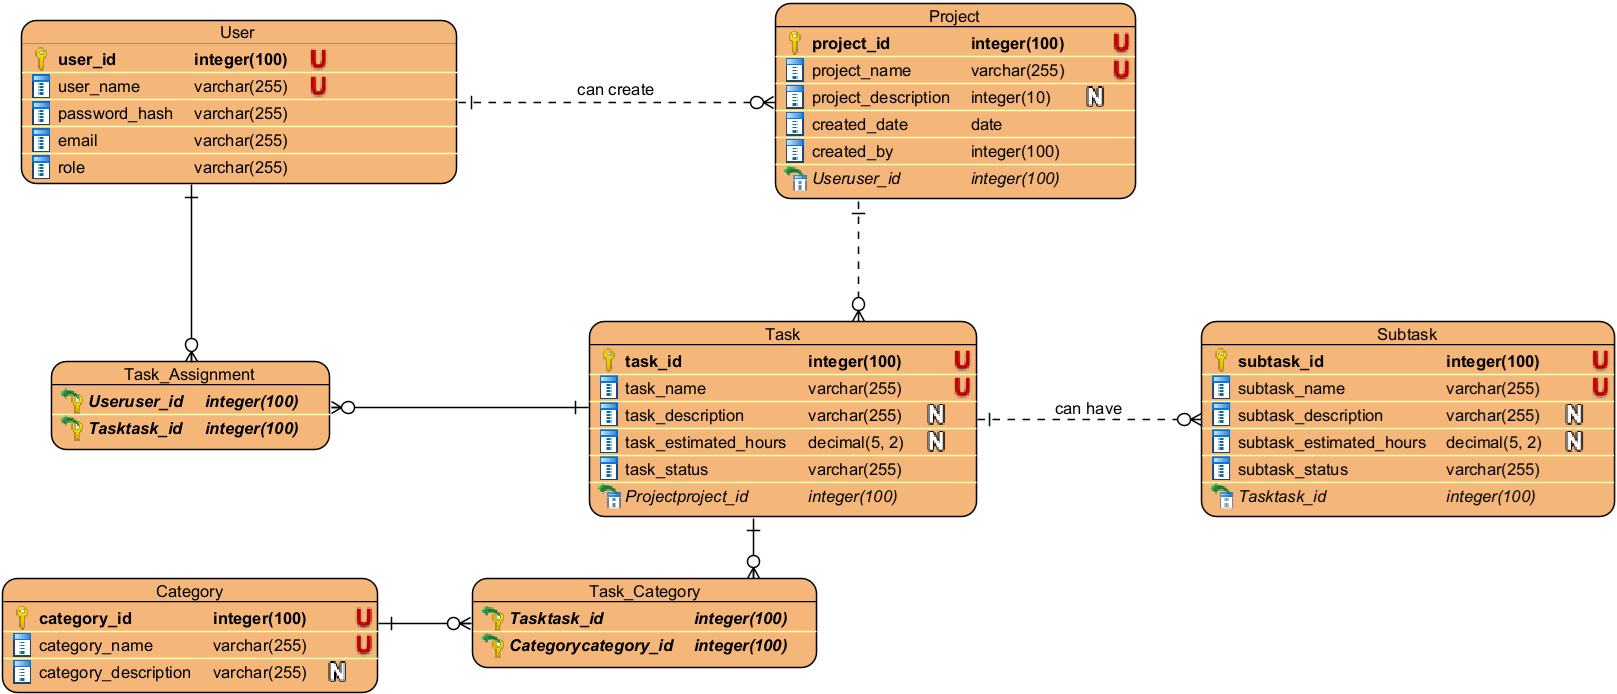 User
user_id integer(100) U
user_name varchar(255) U
password_hash varchar(255)
email varchar(255)
role varchar(255)
can create
Project
project_id integer(100) U
project_name varchar(255) U
project_description integer(10) N
created_date date
created_by integer(100)
Useruser_id integer(100)
Task_Assignment
Useruser_id integer(100)
Tasktask_id integer(100)
Task
task_id integer(100) U
task_name varchar(255) U
task_description varchar(255) N
task_estimated_hours decimal(5, 2) N
task_status varchar(255)
Projectproject_id integer(100)
can have
Subtask
subtask_id integer(100) U
subtask_name varchar(255) U
subtask_description varchar(255) N
subtask_estimated_hours decimal(5, 2) N
subtask_status varchar(255)
Tasktask_id integer(100)
Category
category_id integer(100) U
category_name varchar(255) U
category_description varchar(255) N
Task_Category
Tasktask_id integer(100)
Categorycategory_id integer(100)